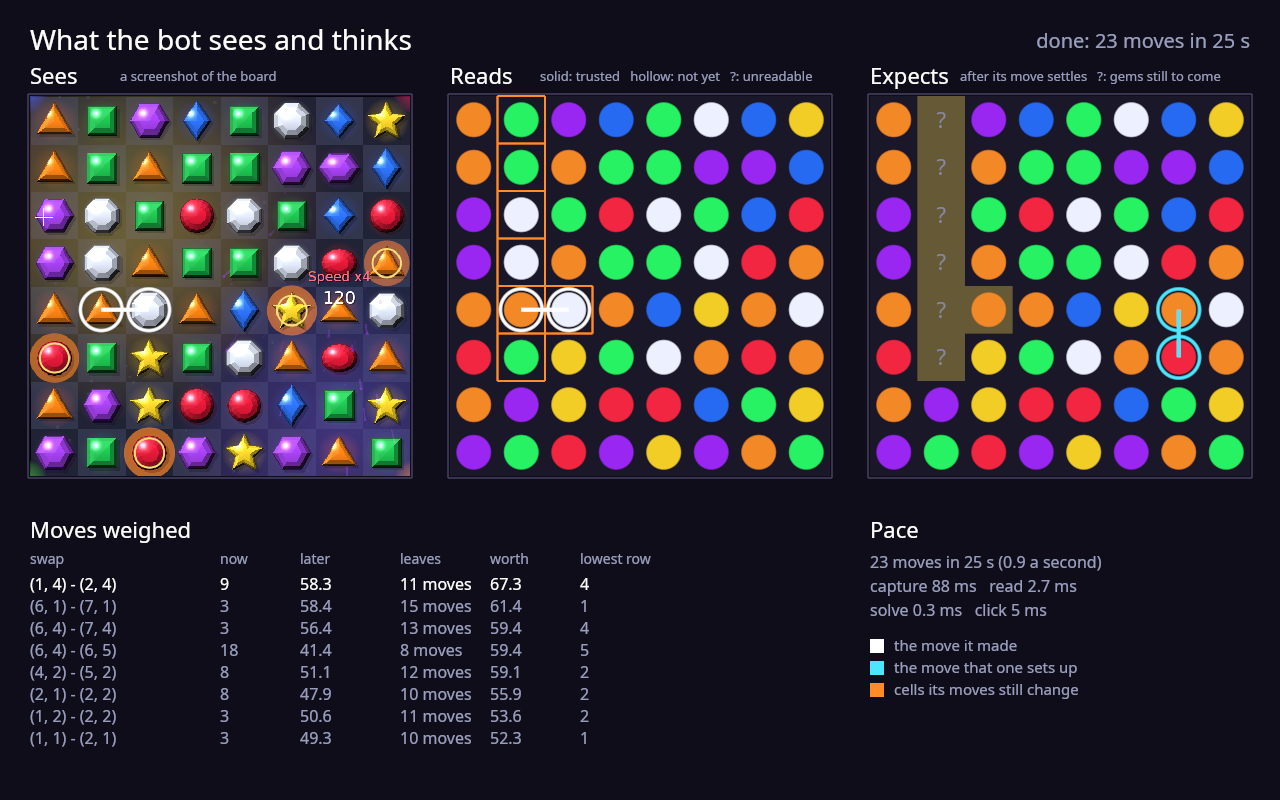 What the bot sees and thinks
done: 23 moves in 25 s
Sees a screenshot of the board
Reads solid: trusted hollow: not yet ?: unreadable
Expects after its move settles ?: gems still to come
?
?
?
?
Speed x4
120
?
?
Moves weighed
swap now later leaves worth lowest row
(1, 4) - (2, 4) 9 58.3 11 moves 67.3 4
(6, 1) - (7, 1) 3 58.4 15 moves 61.4 1
(6, 4) - (7, 4) 3 56.4 13 moves 59.4 4
(6, 4) - (6, 5) 18 41.4 8 moves 59.4 5
(4, 2) - (5, 2) 8 51.1 12 moves 59.1 2
(2, 1) - (2, 2) 8 47.9 10 moves 55.9 2
(1, 2) - (2, 2) 3 50.6 11 moves 53.6 2
(1, 1) - (2, 1) 3 49.3 10 moves 52.3 1
Pace
23 moves in 25 s (0.9 a second)
capture 88 ms read 2.7 ms
solve 0.3 ms click 5 ms
the move it made
the move that one sets up
cells its moves still change